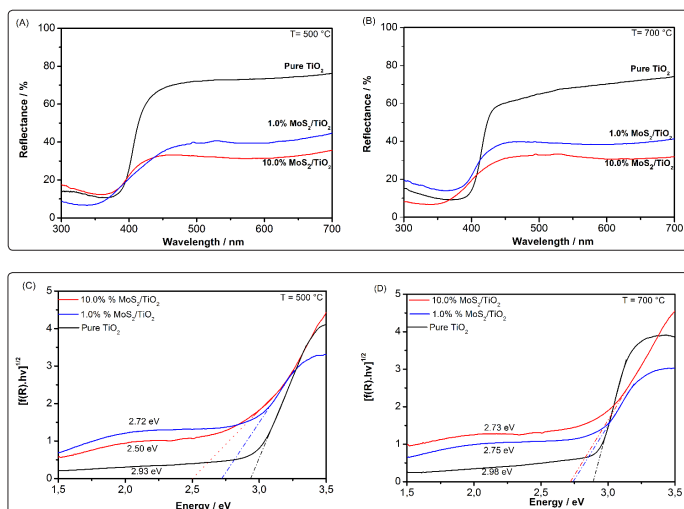 (A)
T= 500 °C
Pure TiO2
1.0% MoS2/TiO2
10.0% MoS2/TiO2
Reflectance / %
100
80
60
40
20
0
300 400 500 600 700
Wavelength / nm
(B)
T= 700 °C
Pure TiO2
1.0% MoS2/TiO2
10.0% MoS2/TiO2
Reflectance / %
100
80
60
40
20
0
300 400 500 600 700
Wavelength / nm
(C)
T = 500 °C
10.0% % MoS2/TiO2
1.0% % MoS2/TiO2
Pure TiO2
[f(R).hv]1/2
5
4
3
2
1
0
2.72 eV
2.50 eV
2.93 eV
1,5 2,0 2,5 3,0 3,5
Energy / eV
(D)
T = 700 °C
10.0% % MoS2/TiO2
1.0% % MoS2/TiO2
Pure TiO2
[f(R).hv]1/2
5
4
3
2
1
0
2.73 eV
2.75 eV
2.98 eV
1,5 2,0 2,5 3,0 3,5
Energy / eV